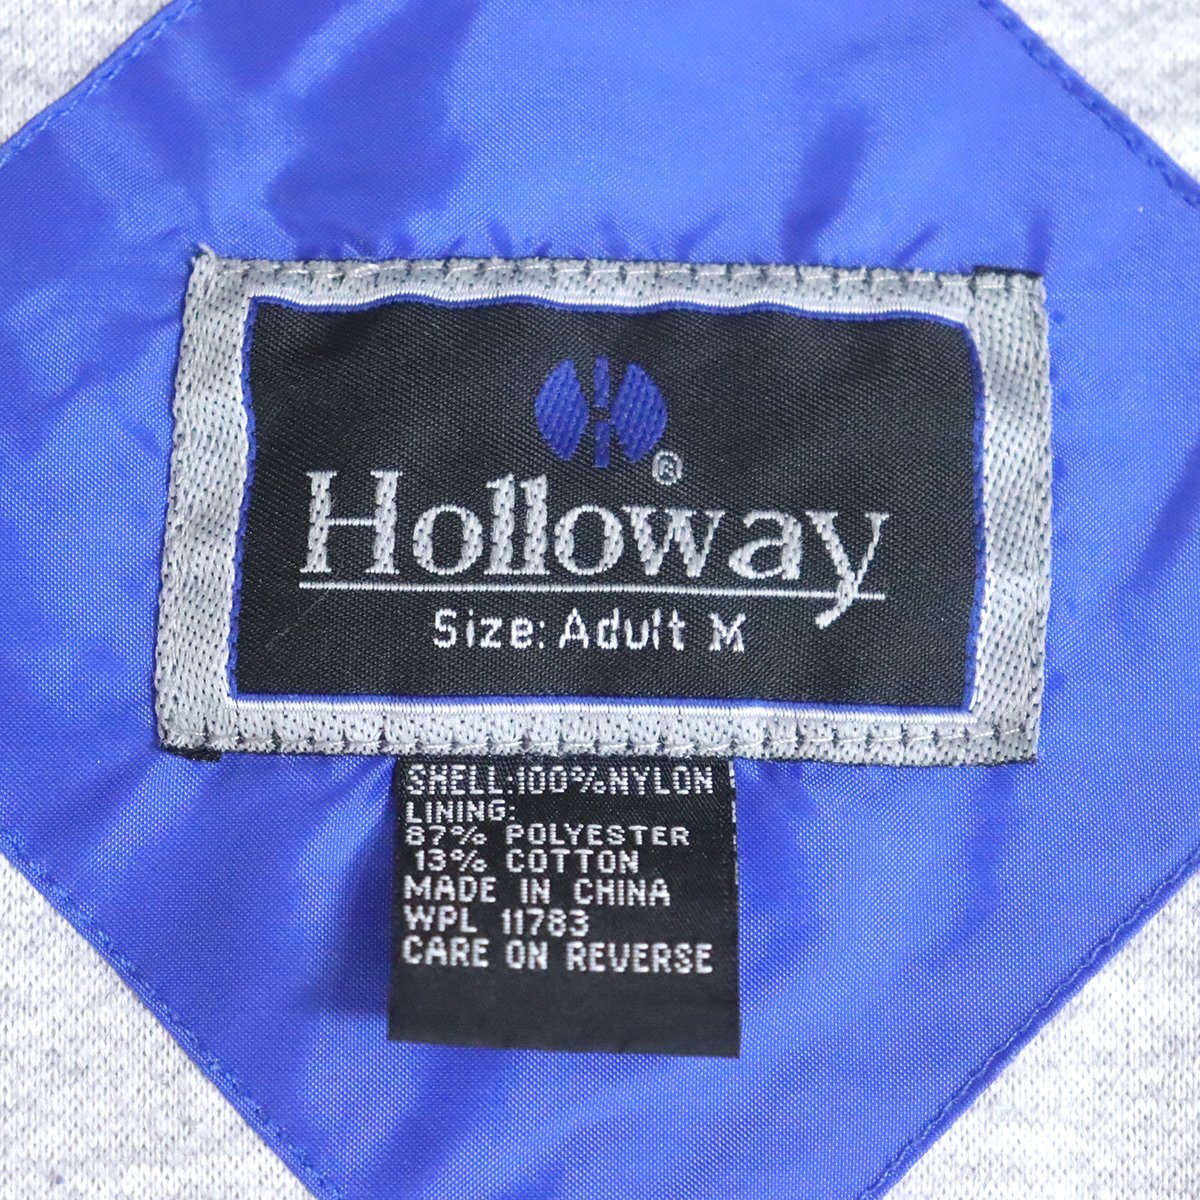 ®
Holloway
Size: Adult M
SHELL:100%NYLON
LINING:
87% POLYESTER
13% COTTON
MADE IN CHINA
WPL 11783
CARE ON REVERSE